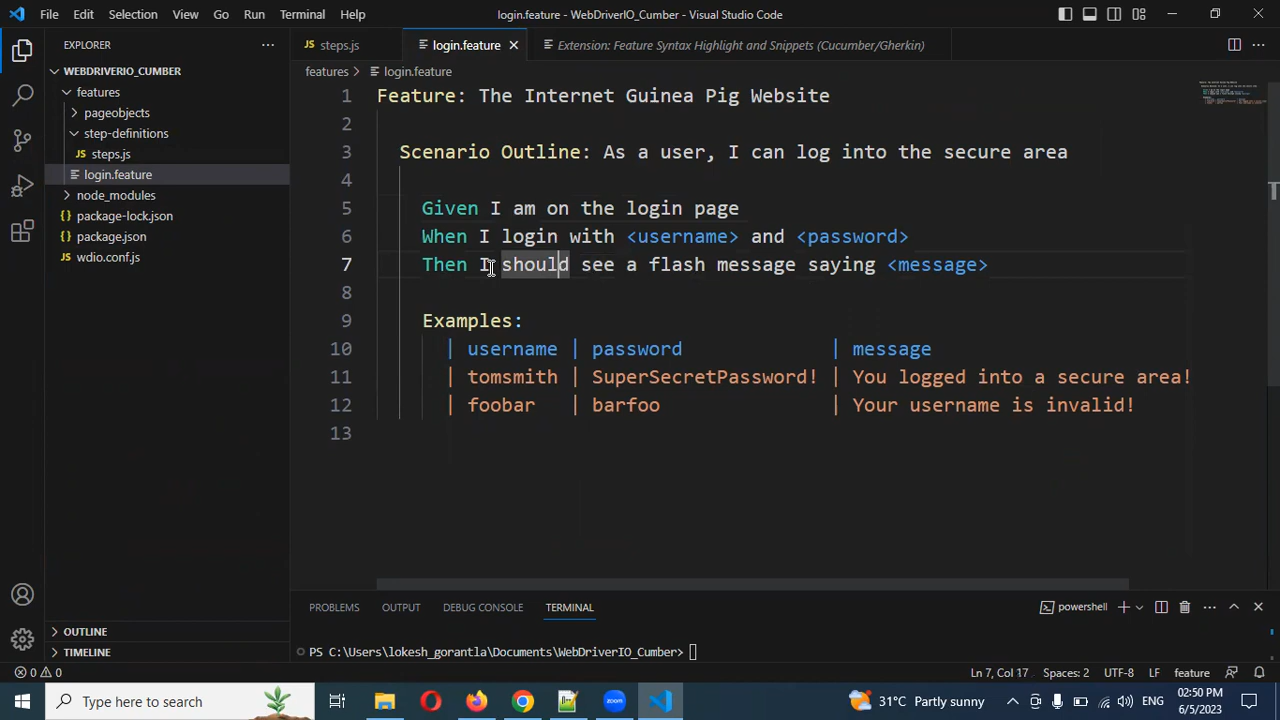 File Edit Selection View Go Run Terminal Help login.feature - WebDriverIO_Cumber - Visual Studio Code
EXPLORER
WEBDRIVERIO_CUMBER
features
pageobjects
step-definitions
steps.js
login.feature
node_modules
package-lock.json
package.json
wdio.conf.js
OUTLINE
TIMELINE
steps.js login.feature Extension: Feature Syntax Highlight and Snippets (Cucumber/Gherkin)
features > login.feature
1 Feature: The Internet Guinea Pig Website
2
3 Scenario Outline: As a user, I can log into the secure area
4
5 Given I am on the login page
6 When I login with <username> and <password>
7 Then I should see a flash message saying <message>
8
9 Examples:
10 | username | password | message
11 | tomsmith | SuperSecretPassword! | You logged into a secure area!
12 | foobar | barfoo | Your username is invalid!
13
PROBLEMS OUTPUT DEBUG CONSOLE TERMINAL powershell
PS C:\Users\lokesh_gorantla\Documents\WebDriverIO_Cumber>
0 0 Ln 7, Col 17 Spaces: 2 UTF-8 LF feature
Type here to search zoom 31°C Partly sunny ENG 02:50 PM
6/5/2023